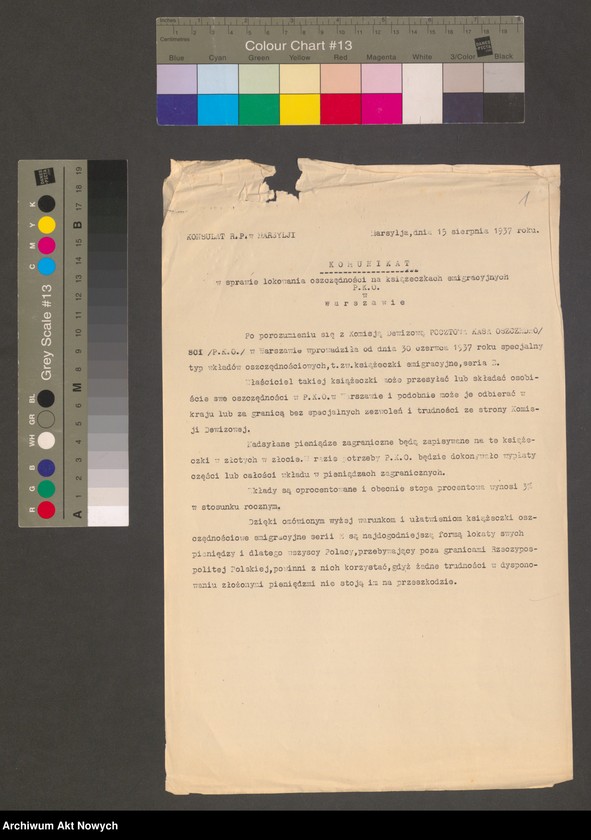 Inches
Centimetres
Colour Chart #13
Blue Cyan Green Yellow Red Magenta White 3/Color Black
Grey Scale #13
1
KONSULAT R.P.w MARSYLJI
Marsylja,dnia 13 sierpnia 1937 roku.
K O M U N I K A T
w sprawie lokowania oszczędności na książeczkach emigracyjnych
P.K.O.
w
W a r s z a w i e
Po porozumieniu się z Komisją Dewizową POCZTOWA KASA OSZCZĘDNO/
SCI /P.K.O./ w Warszawie wprowadziła od dnia 30 czerwca 1937 roku specjalny
typ wkładów oszczędnościowych,t.zw.książeczki emigracyjne,seria
Właściciel takiej książeczki może przesyłać lub składać osobi-
ście swe oszczędności w P.K.O.w Warszawie i podobnie może je odbierać w
kraju lub za granicą bez specjalnych zezwoleń i trudności ze strony Komis-
ji Dewizowej.
Nadsyłane pieniądze zagraniczne będą zapisywane na te książe-
czki w złotych w złocie.W razie potrzeby P.K.O. będzie dokonywało wypłaty
części lub całości wkładu w pieniądzach zagranicznych.
Wkłady są oprocentowane i obecnie stopa procentowa wynosi 3%
w stosunku rocznym.
Dzięki omówionym wyżej warunkom i ułatwieniom książeczki osz-
czędnościowe emigracyjne serii są najdogodniejszą formą lokaty swych
pieniędzy i dlatego wszyscy Polacy,przebywający poza granicami Rzeczypos-
politej Polskiej,powinni z nich korzystać,gdyż żadne trudności w dyspono-
waniu złożonymi pieniędzmi nie stoją im na przeszkodzie.
Archiwum Akt Nowych